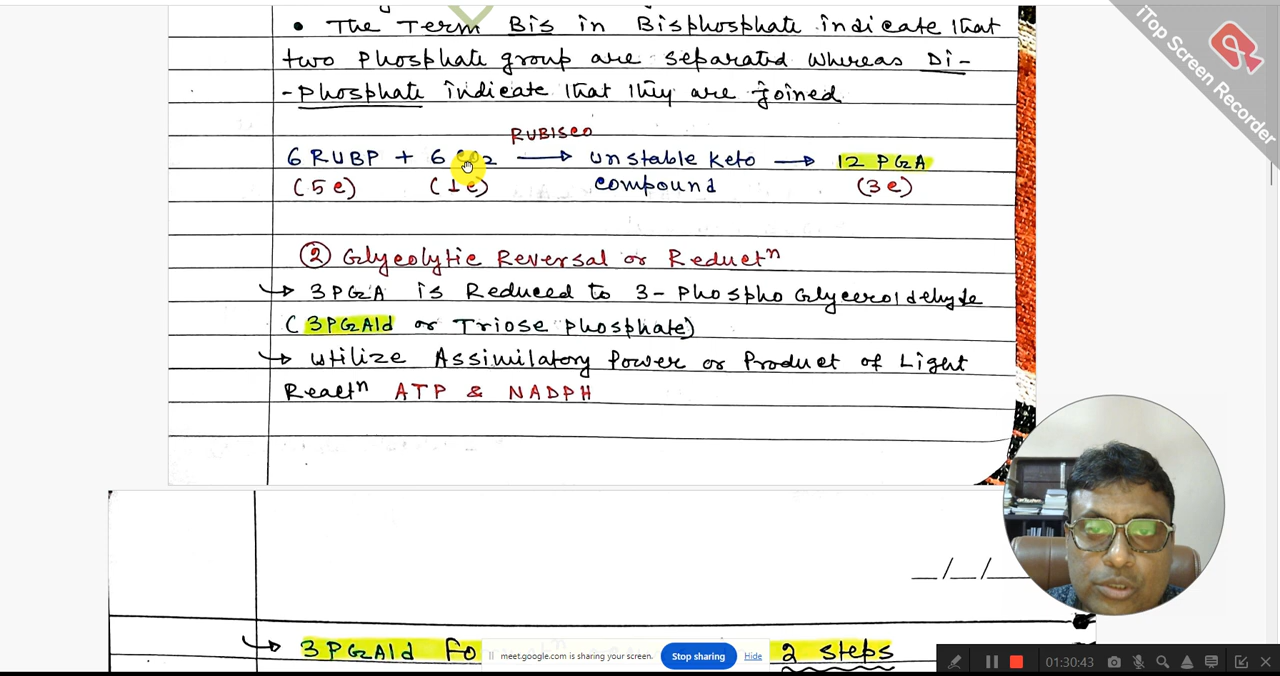 • The Term Bis in Bisphosphate indicate that
two Phosphate group are separated whereas Di-
-phosphate indicate that they are joined
RUBISCO
6 RUBP + 6 CO2 → unstable Keto → 12 PGA
(5c) (1c) compound (3c)
② Glycolytic Reversal or Reductⁿ
↳ 3PGA is Reduced to 3-Phospho Glyceraldehyde
(3PGAld or Triose phosphate)
↳ utilize Assimilatory Power or Product of Light
Reactⁿ ATP & NADPH
_/_/_
↳ 3PGAld Fo 2 steps
meet.google.com is sharing your screen. Stop sharing Hide
01:30:43
iTop Screen Recorder